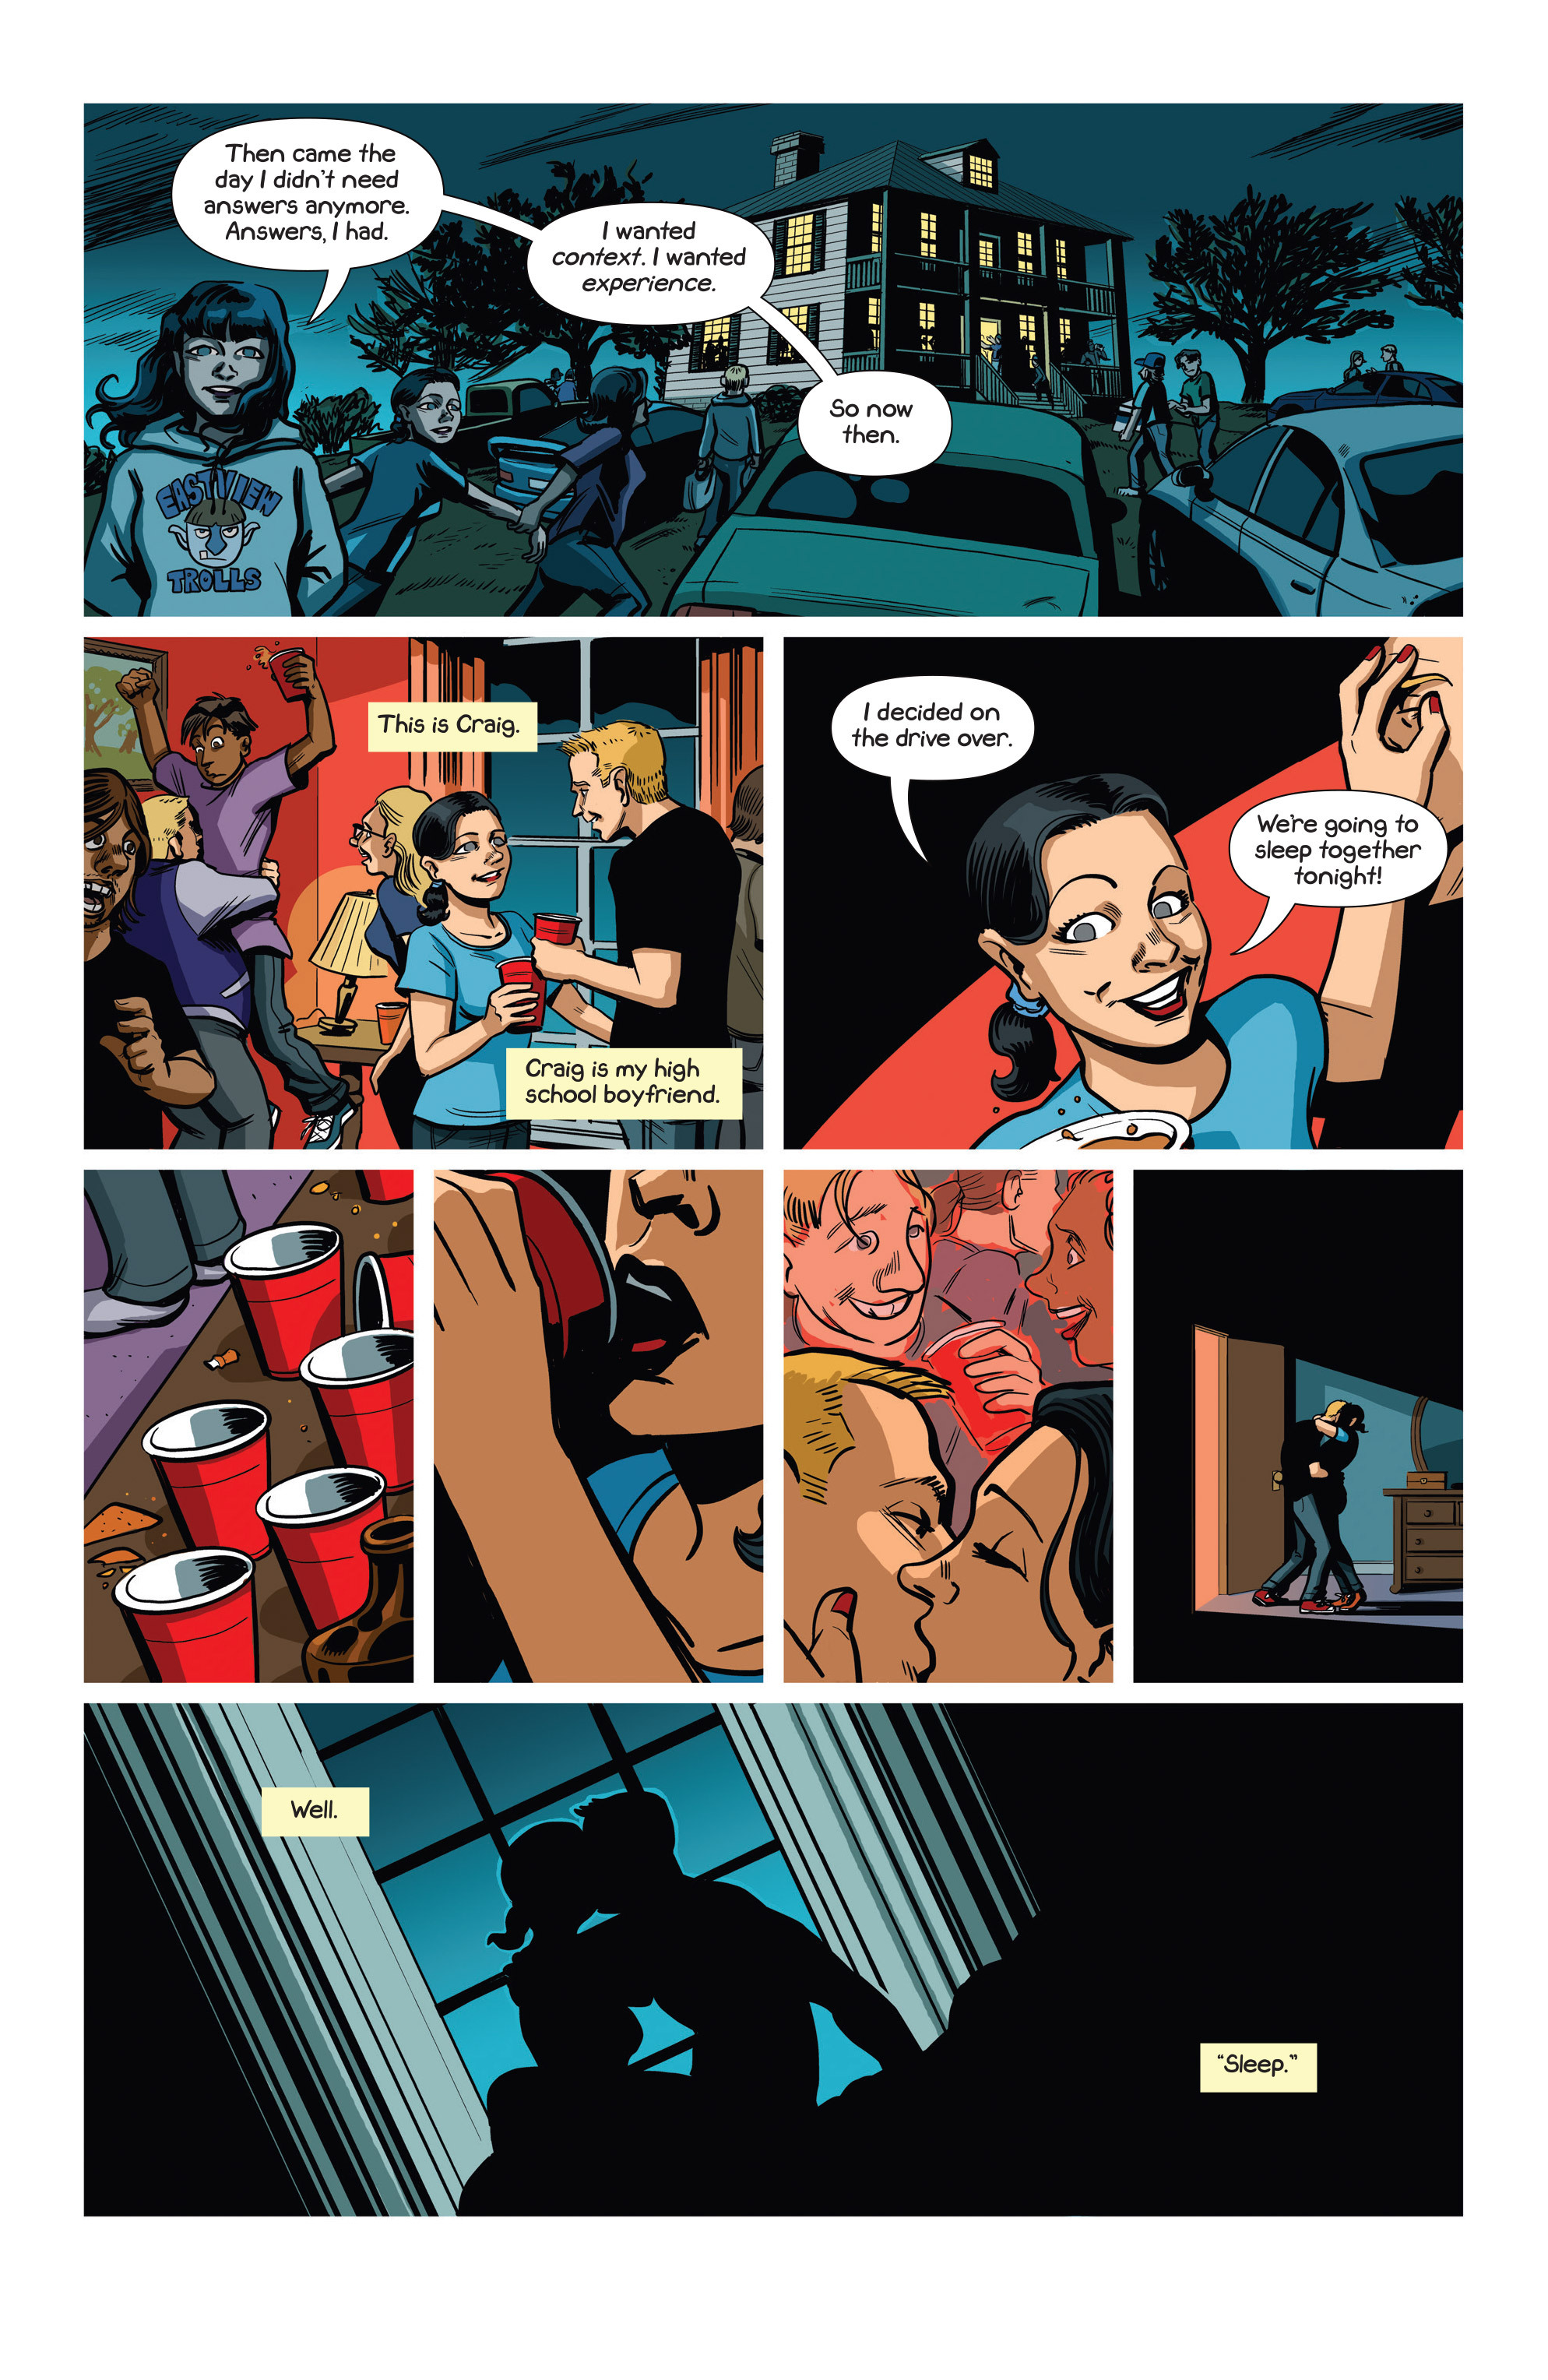 Then came the
day I didn't need
answers anymore.
Answers, I had.
I wanted
context. I wanted
experience.
So now
then.
EASTVIEW
TROLLS
This is Craig.
Craig is my high
school boyfriend.
I decided on
the drive over.
We're going to
sleep together
tonight!
Well.
"Sleep."